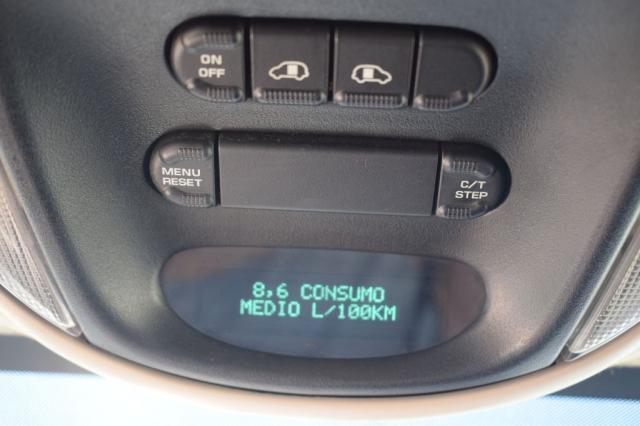 ON
OFF
MENU
RESET
C/T
STEP
8,6 CONSUMO
MEDIO L/100KM